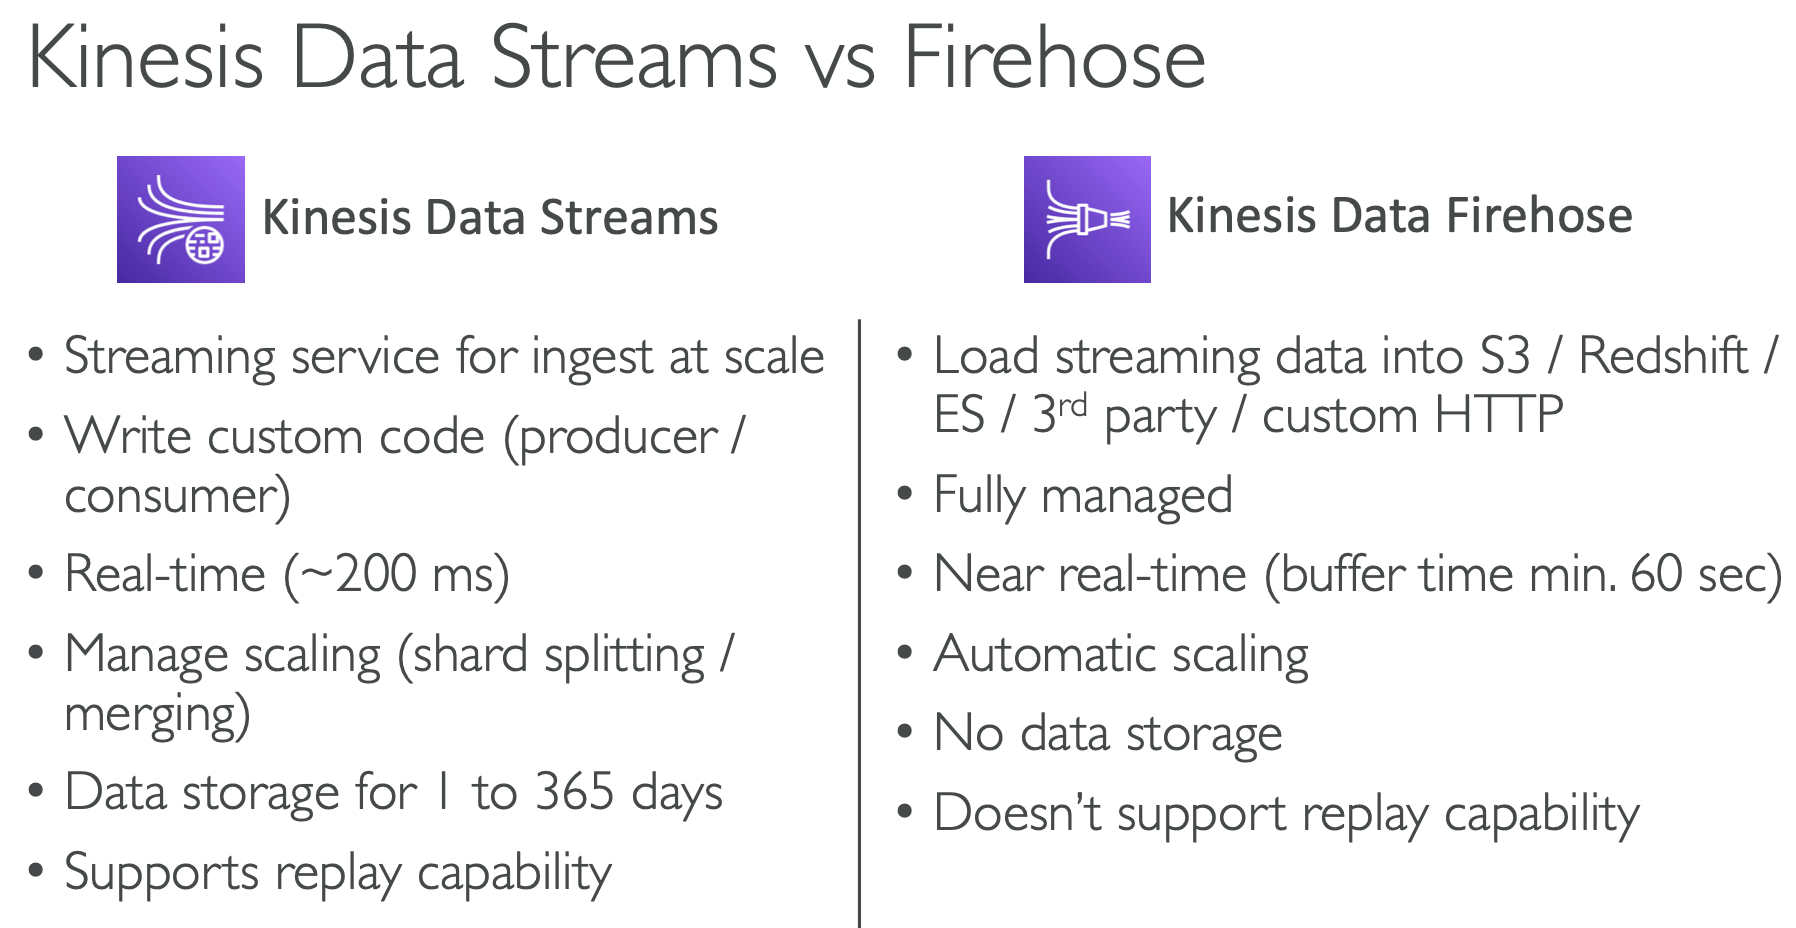 Kinesis Data Streams vs Firehose
Kinesis Data Streams
• Streaming service for ingest at scale
• Write custom code (producer /
consumer)
• Real-time (~200 ms)
• Manage scaling (shard splitting /
merging)
• Data storage for 1 to 365 days
• Supports replay capability
Kinesis Data Firehose
• Load streaming data into S3 / Redshift /
ES / 3rd party / custom HTTP
• Fully managed
• Near real-time (buffer time min. 60 sec)
• Automatic scaling
• No data storage
• Doesn’t support replay capability